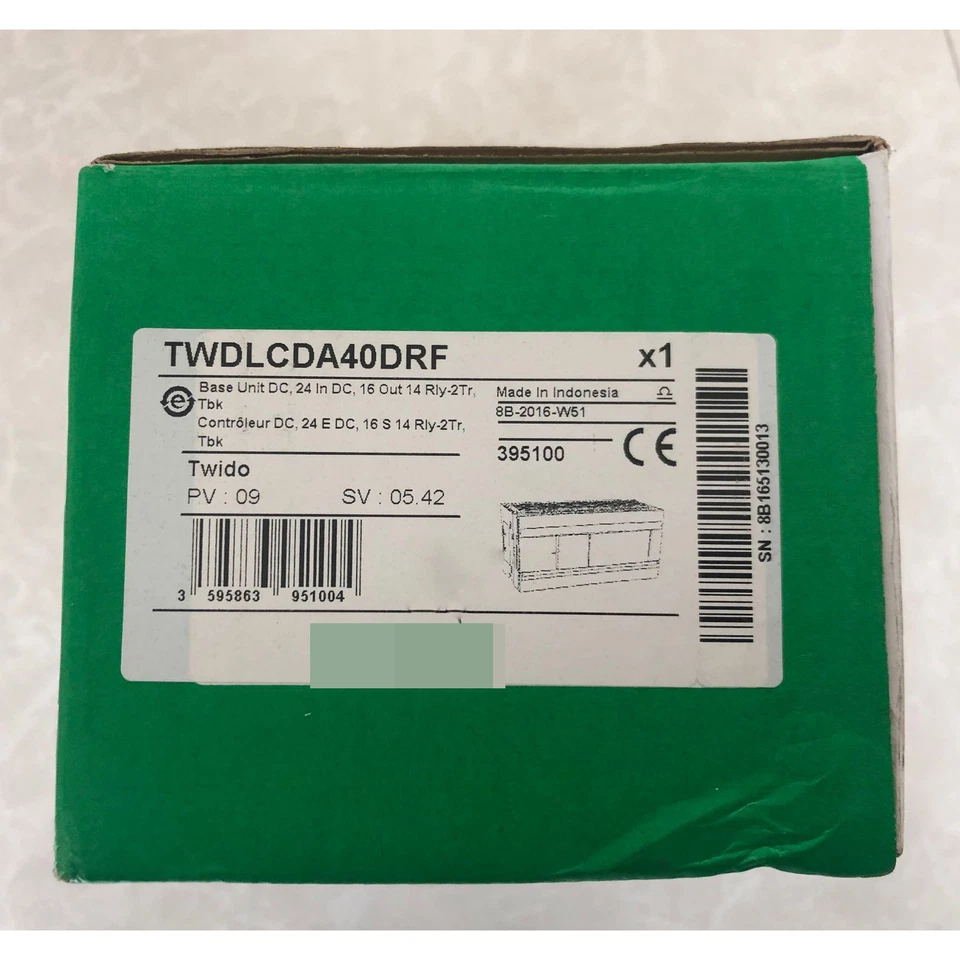 TWDLCDA40DRF
x1
Base Unit DC, 24 In DC, 16 Out 14 Rly-2Tr,
Tbk
Contrôleur DC, 24 E DC, 16 S 14 Rly-2Tr,
Tbk
Made In Indonesia
8B-2016-W51
395100
CE
Twido
PV : 09 SV : 05.42
3 595863 951004
SN : 8B165130013